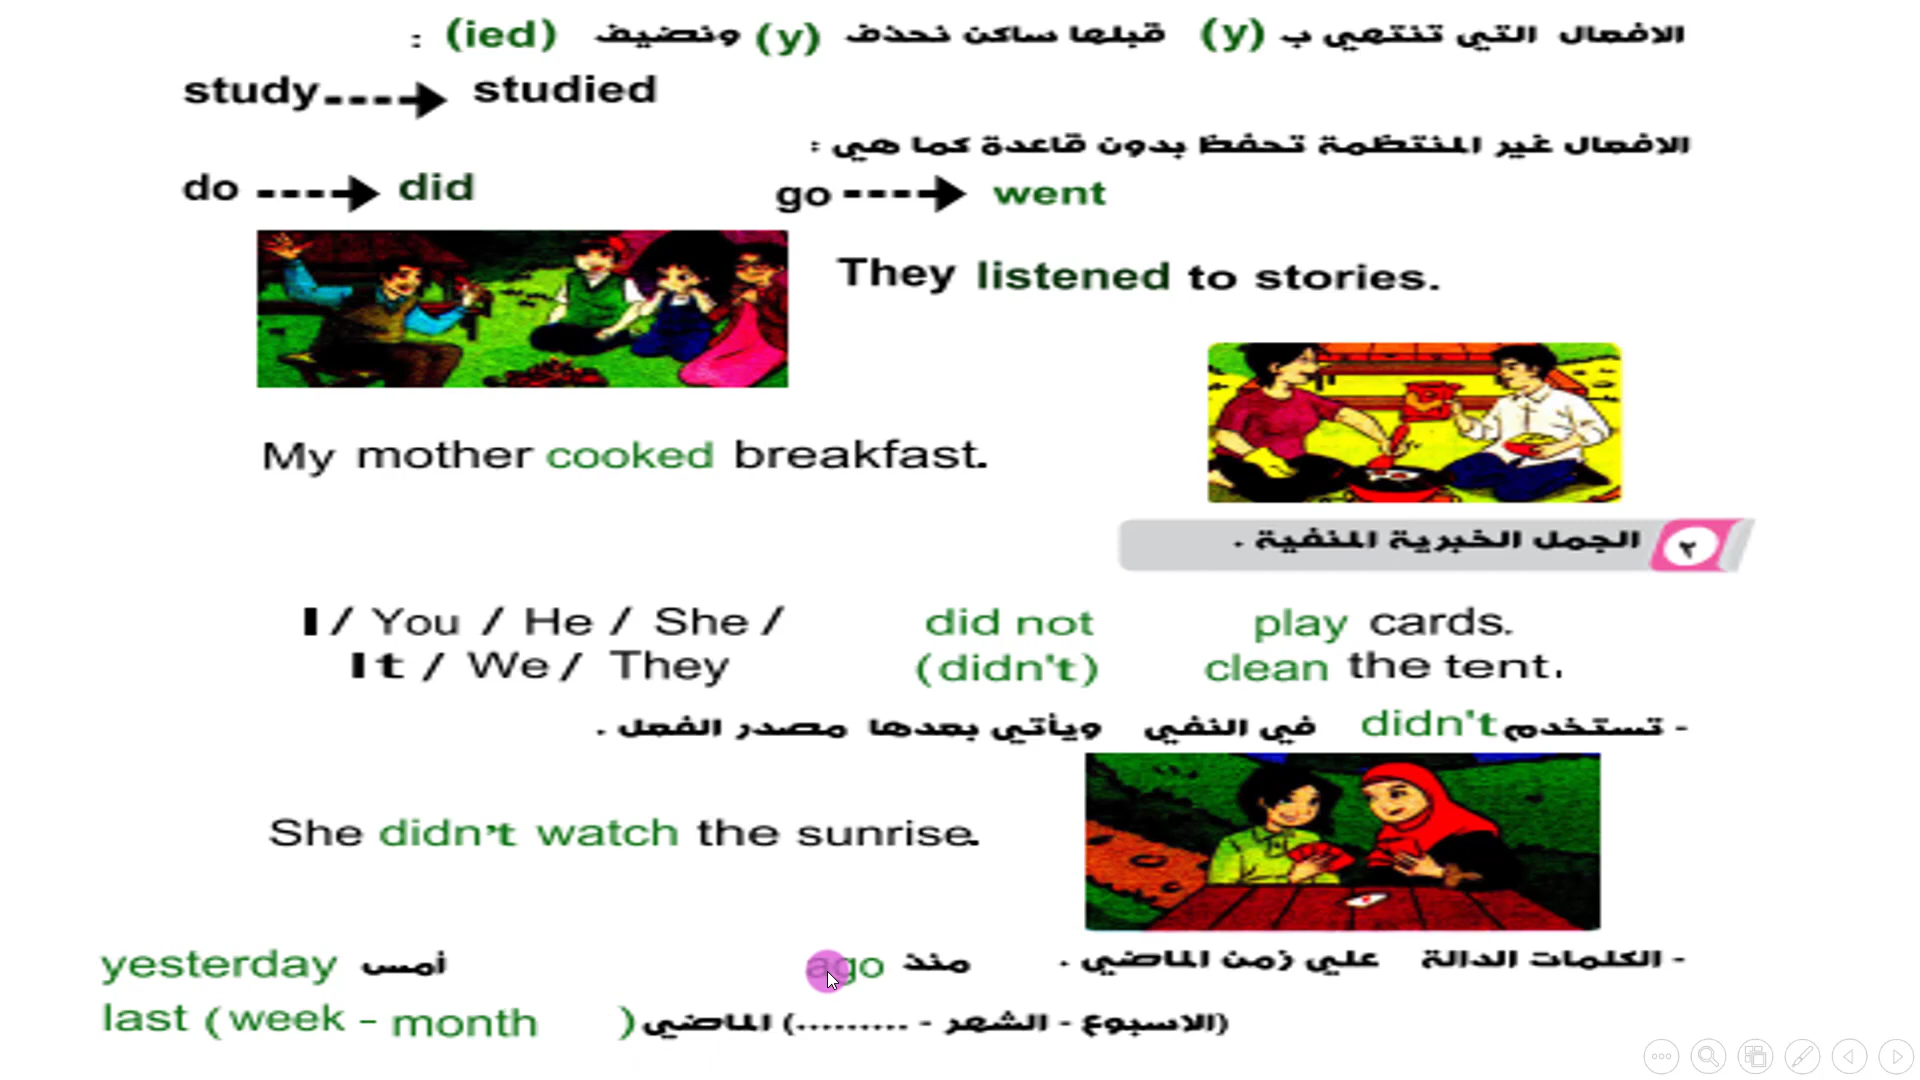 الافعال التي تنتهي ب (y) قبلها ساكن نحذف (y) ونضيف (ied) :
study ----> studied
الافعال غير المنتظمة تحفظ بدون قاعدة كما هي :
do ----> did go ----> went
They listened to stories.
My mother cooked breakfast.
٢ الجمل الخبرية المنفية .
I / You / He / She / did not play cards.
It / We / They (didn't) clean the tent.
- تستخدم didn't في النفي ويأتي بعدها مصدر الفعل .
She didn't watch the sunrise.
- الكلمات الدالة علي زمن الماضي . منذ ago أمس yesterday
last (week - month ) الماضي (......... - الشهر - الاسبوع)